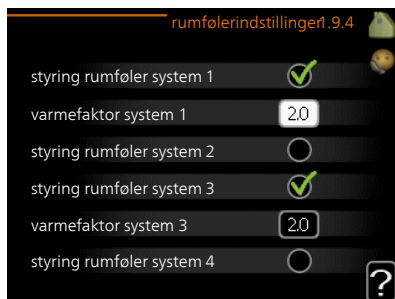 rumfølerindstillinger1.9.4
styring rumføler system 1
varmefaktor system 1 2.0
styring rumføler system 2
styring rumføler system 3
varmefaktor system 3 2.0
styring rumføler system 4
?